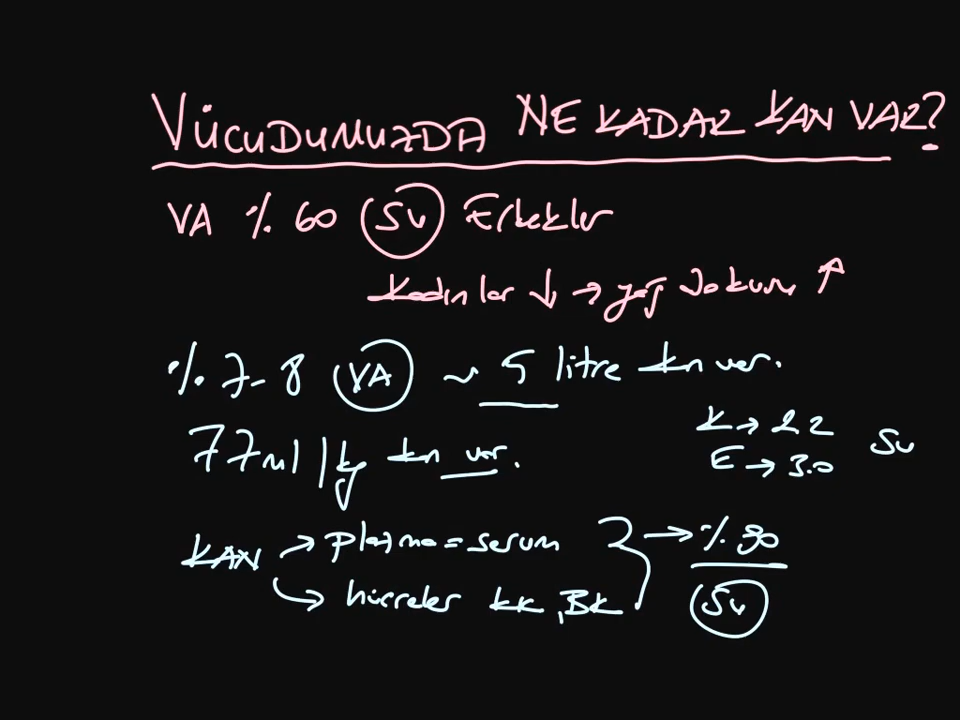 VÜCUDUMUZDA NE KADAR KAN VAR?
VA % 60 Su Erkekler
Kadınlar ↓ → yağ dokusu ↑
% 7-8 VA ~ 5 litre kan var.
77ml/kg kan var.
K → 2.2
E → 3.0 Su
KAN → plazma = serum
→ hücreler KK, BK
→ % 90
Su